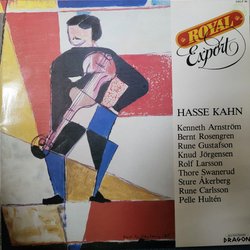 ROYAL
Export
HASSE KAHN
Kenneth Arnström
Bernt Rosengren
Rune Gustafson
Knud Jörgensen
Rolf Larsson
Thore Swanerud
Sture Åkerberg
Rune Carlsson
Pelle Hultén
DRAGON